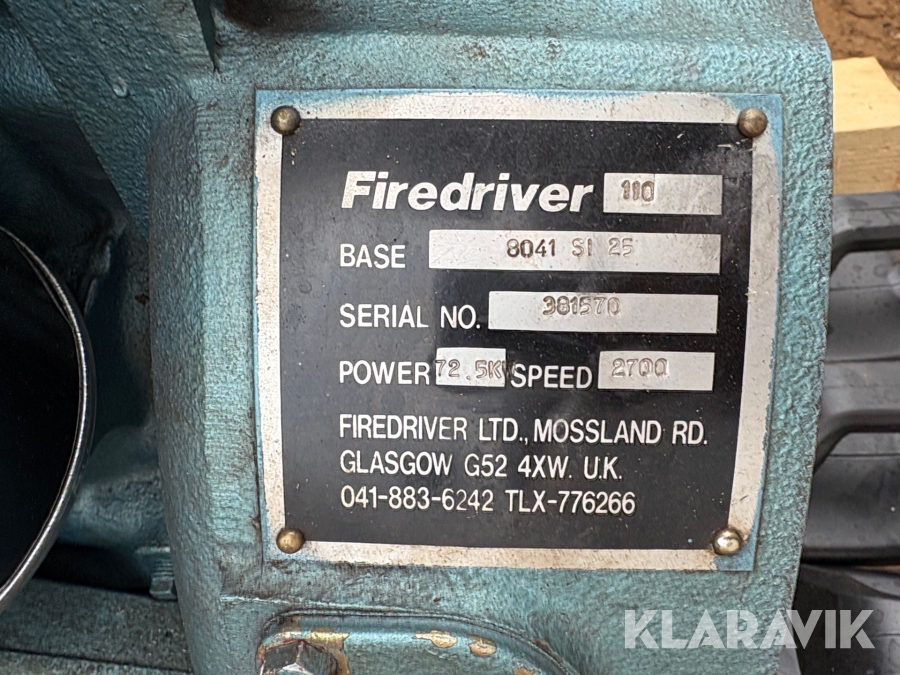 Firedriver 110
BASE 8041 SI 25
SERIAL NO. 381570
POWER 72.5KW SPEED 2700
FIREDRIVER LTD., MOSSLAND RD.
GLASGOW G52 4XW. U.K.
041-883-6242 TLX-776266
KLARAVIK